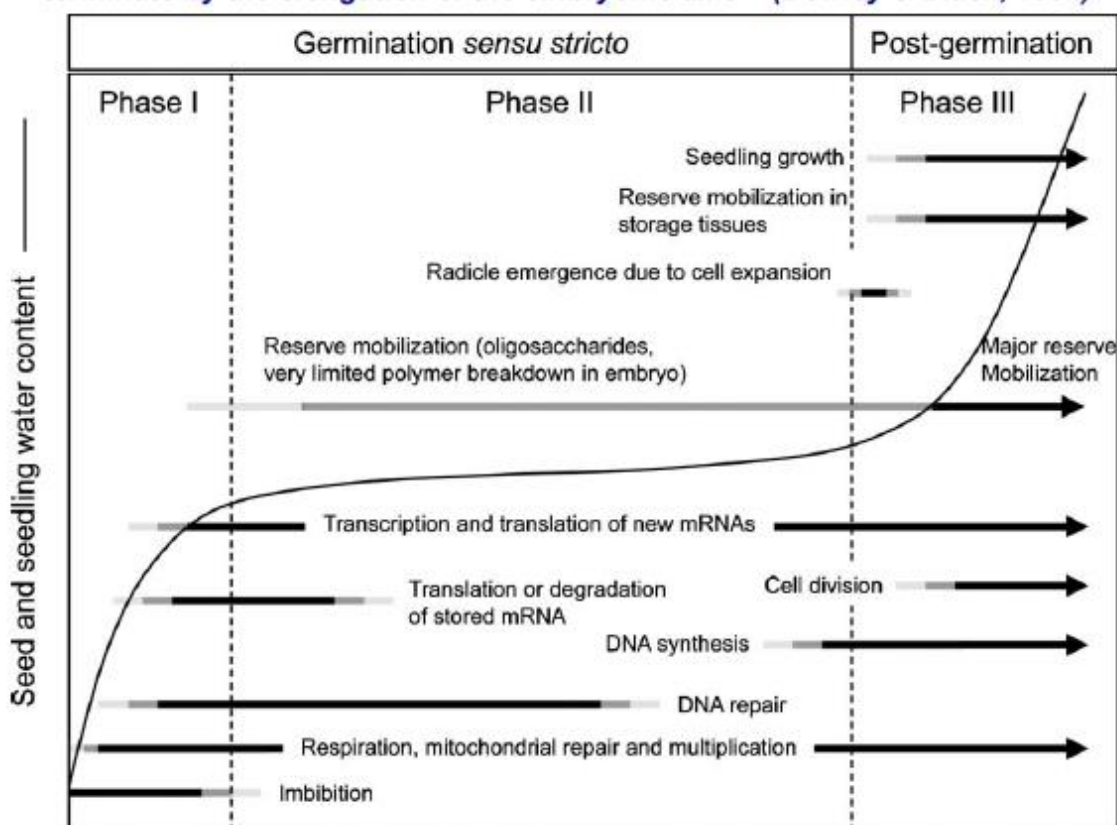 Germination sensu stricto
Post-germination
Phase I
Phase II
Phase III
Seedling growth
Reserve mobilization in
storage tissues
Radicle emergence due to cell expansion
Reserve mobilization (oligosaccharides,
very limited polymer breakdown in embryo)
Major reserve
Mobilization
Transcription and translation of new mRNAs
Cell division
Translation or degradation
of stored mRNA
DNA synthesis
DNA repair
Respiration, mitochondrial repair and multiplication
Imbibition
Seed and seedling water content